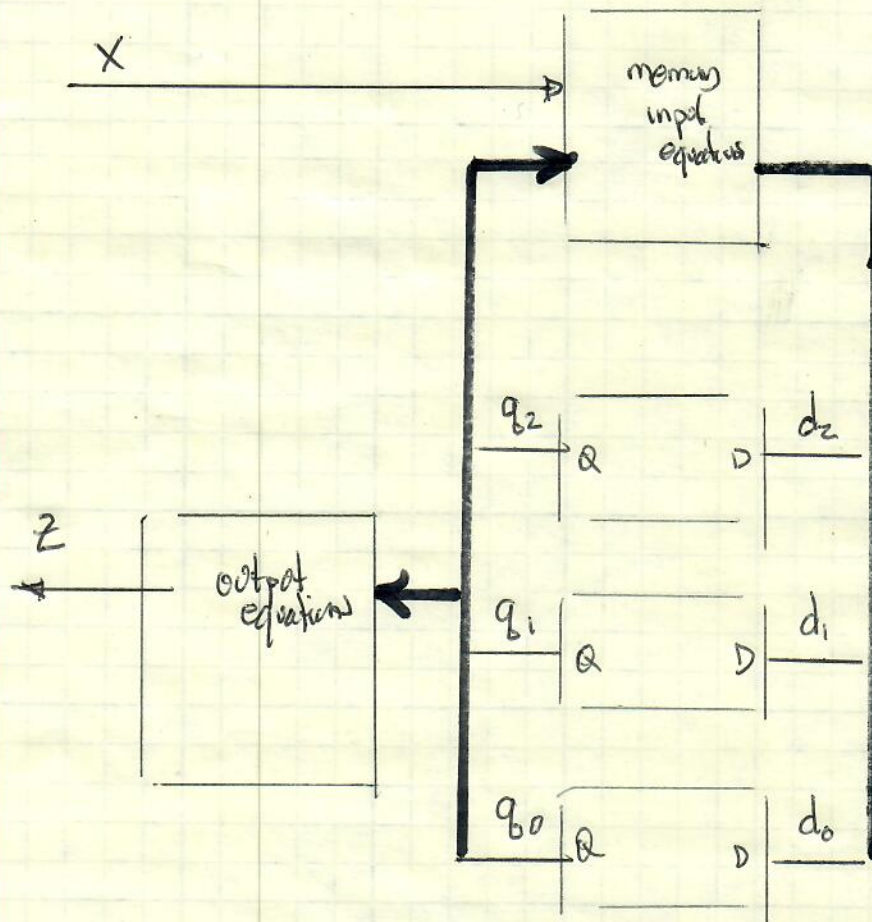 X
memory
input
equations
q2
Q
D
d2
Z
output
equations
q1
Q
D
d1
q0
Q
D
d0